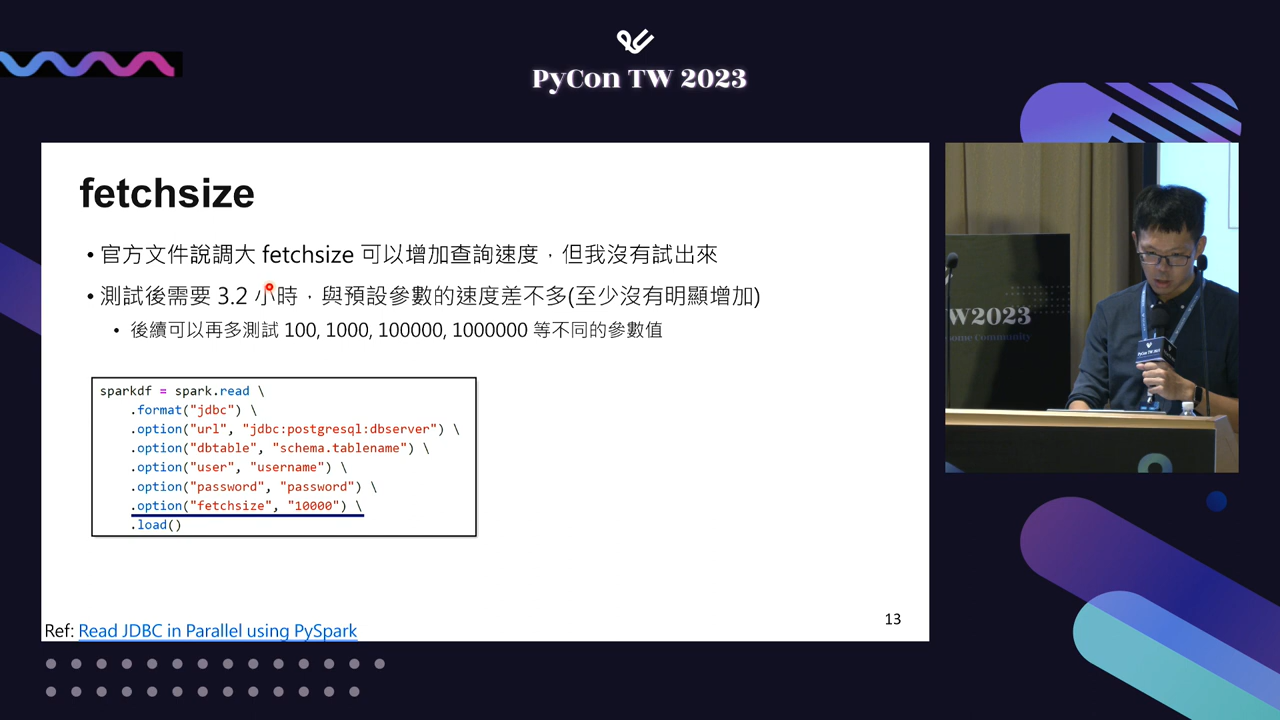 PyCon TW 2023
fetchsize
• 官方文件說調大 fetchsize 可以增加查詢速度，但我沒有試出來
• 測試後需要 3.2 小時，與預設參數的速度差不多(至少沒有明顯增加)
• 後續可以再多測試 100, 1000, 100000, 1000000 等不同的參數值
sparkdf = spark.read \
.format("jdbc") \
.option("url", "jdbc:postgresql:dbserver") \
.option("dbtable", "schema.tablename") \
.option("user", "username") \
.option("password", "password") \
.option("fetchsize", "10000") \
.load()
13
Ref: Read JDBC in Parallel using PySpark
W2023
ome Community
PyCon TW 2023